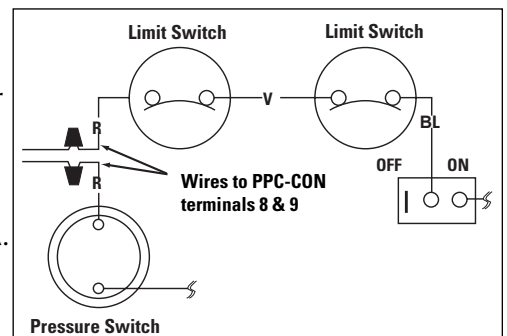 Limit Switch
Limit Switch
V
R
BL
OFF
ON
R
Wires to PPC-CON
terminals 8 & 9
Pressure Switch